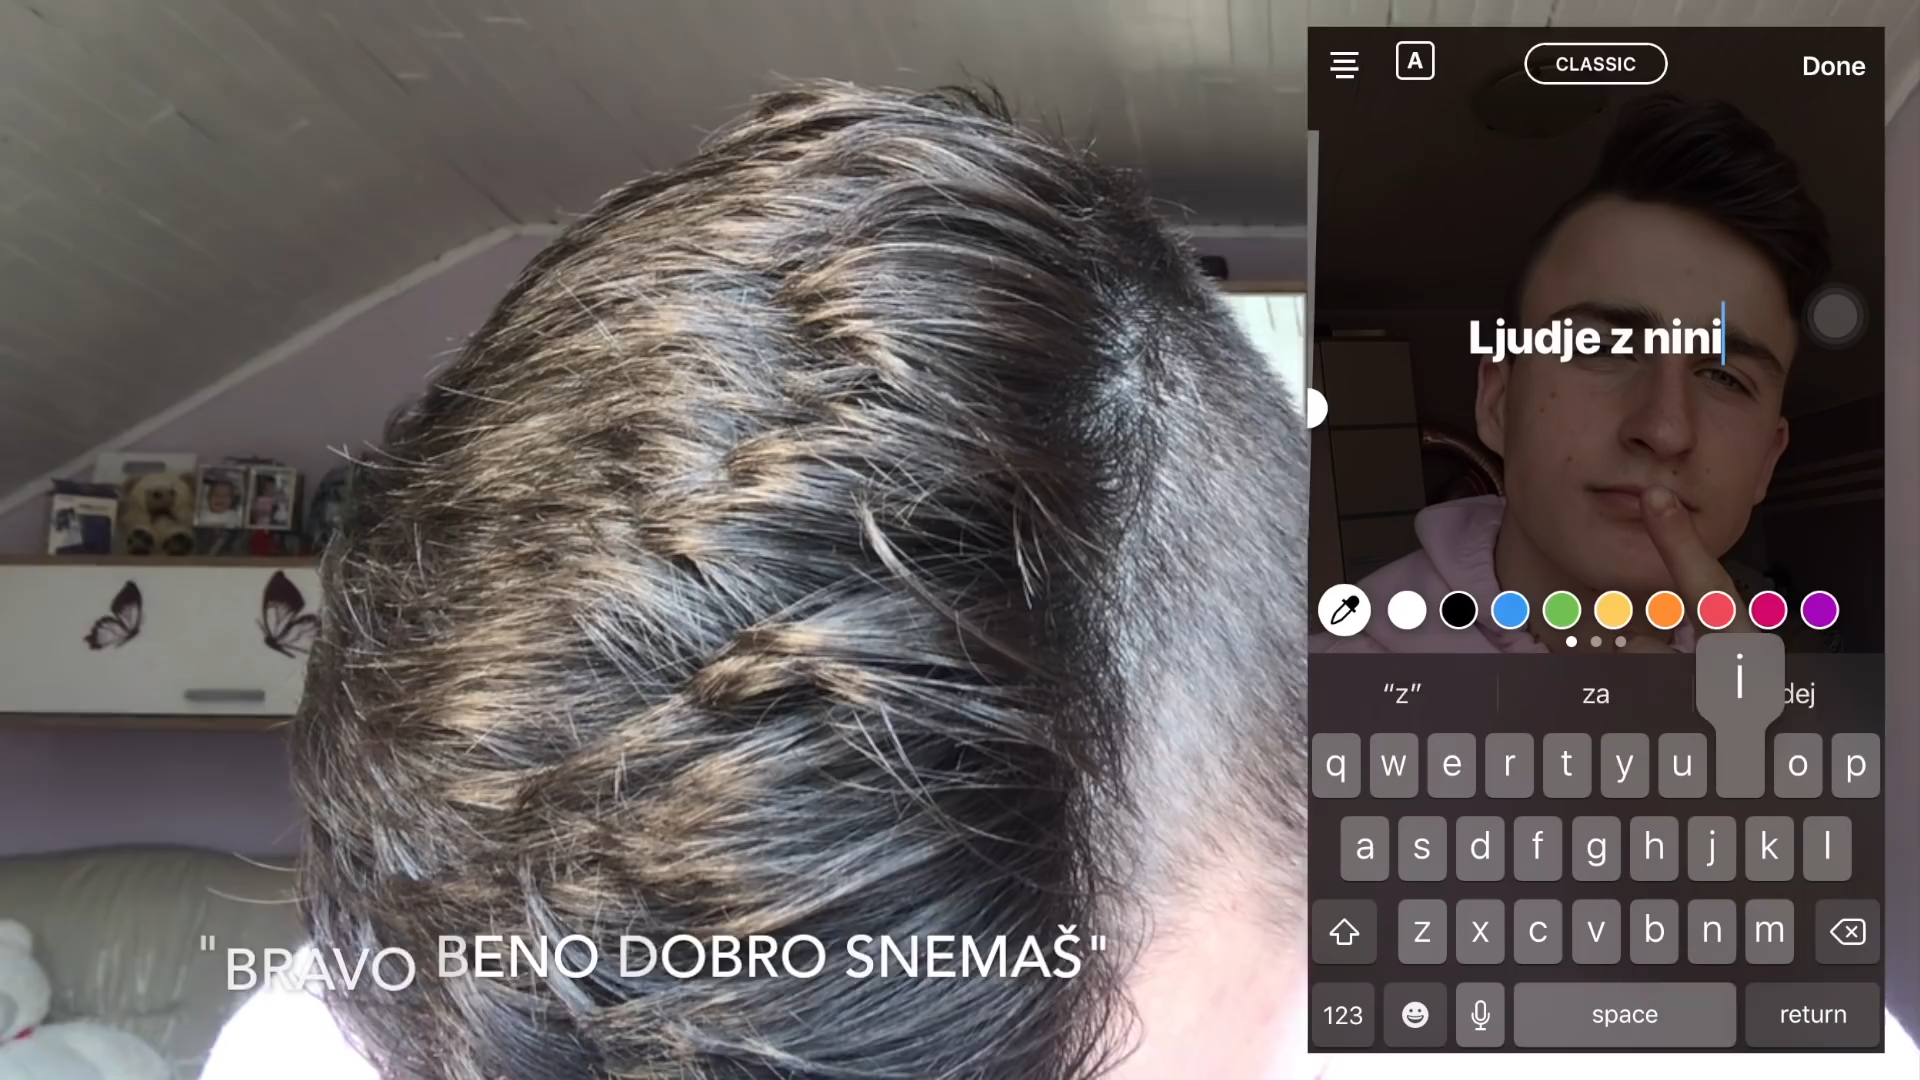 "BRAVO BENO DOBRO SNEMAŠ"
A
CLASSIC
Done
Ljudje z nini
“z” za dej
i
q w e r t y u o p
a s d f g h j k l
z x c v b n m
123 space return